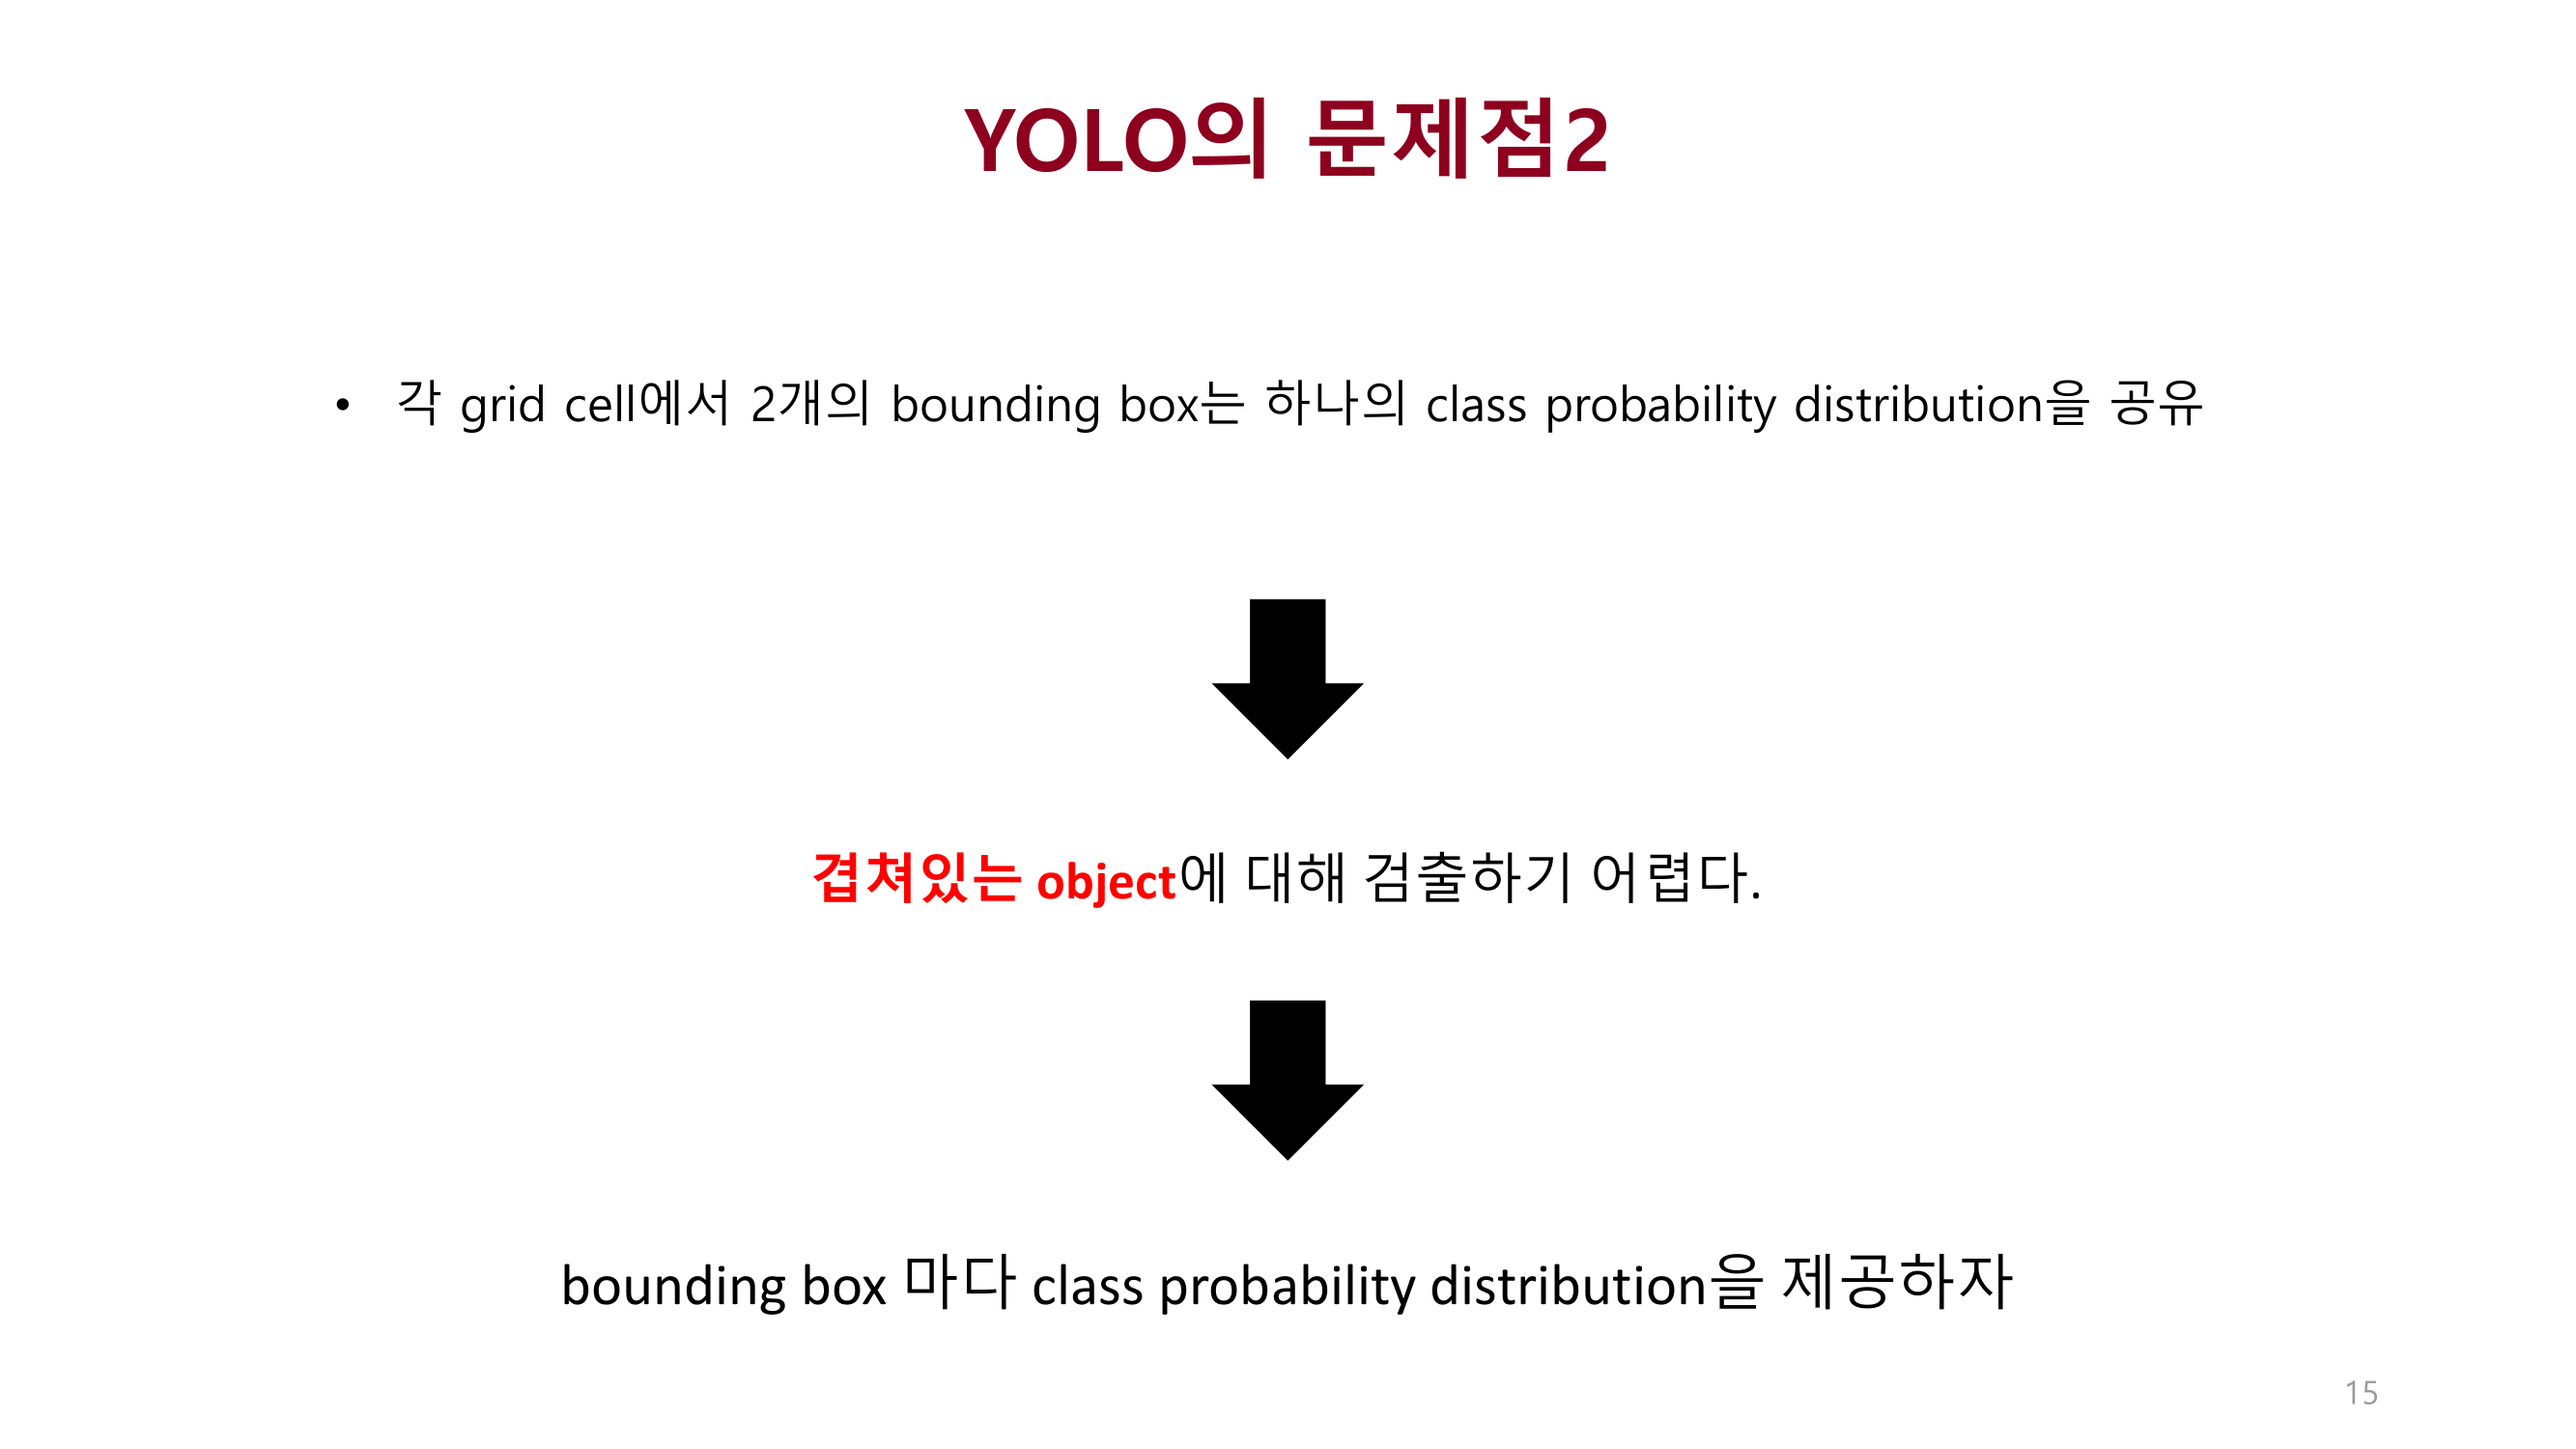 YOLO의 문제점2
• 각 grid cell에서 2개의 bounding box는 하나의 class probability distribution을 공유
겹쳐있는 object에 대해 검출하기 어렵다.
bounding box 마다 class probability distribution을 제공하자
15